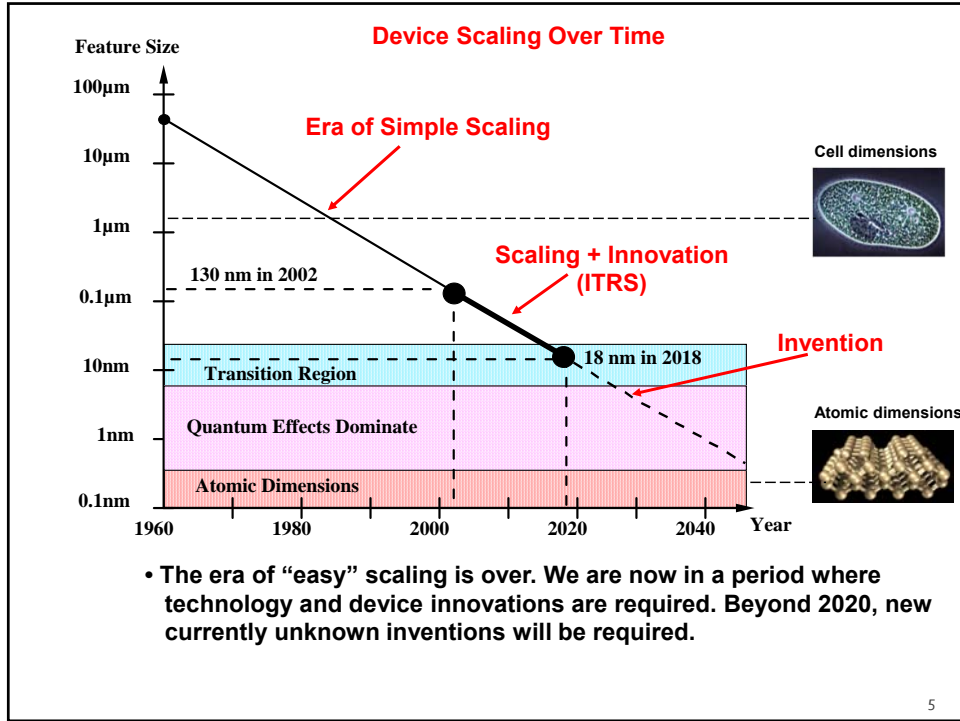 Device Scaling Over Time
Feature Size
100μm
Era of Simple Scaling
Cell dimensions
10μm
1μm
Scaling + Innovation
(ITRS)
130 nm in 2002
0.1μm
Invention
18 nm in 2018
10nm
Transition Region
Atomic dimensions
Quantum Effects Dominate
1nm
Atomic Dimensions
0.1nm
1960 1980 2000 2020 2040 Year
• The era of “easy” scaling is over. We are now in a period where
technology and device innovations are required. Beyond 2020, new
currently unknown inventions will be required.
5